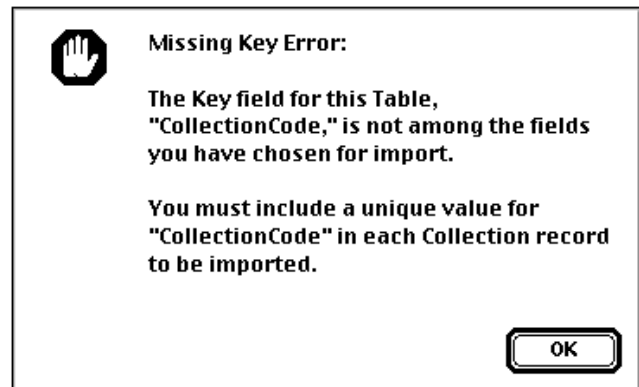 Missing Key Error:
The Key field for this Table,
"CollectionCode," is not among the fields
you have chosen for import.
You must include a unique value for
"CollectionCode" in each Collection record
to be imported.
OK